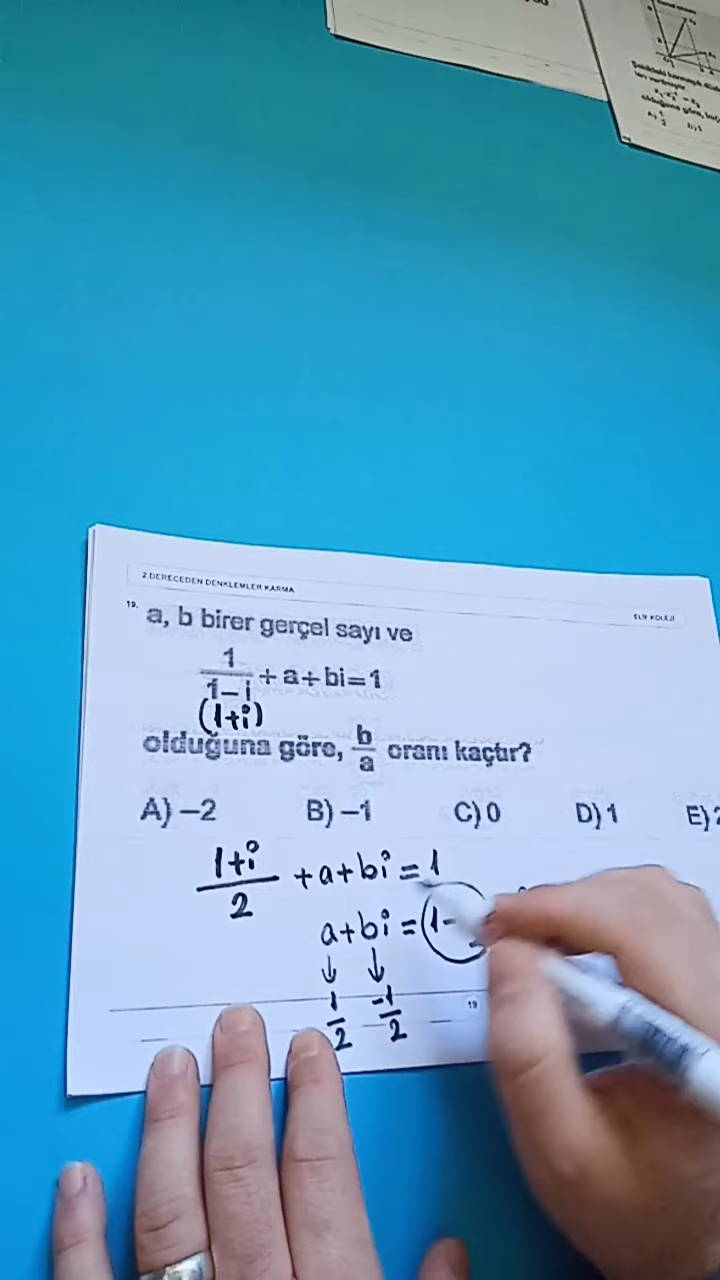 2.DERECEDEN DENKLEMLER KARMA
ELİF KOLEJİ
19. a, b birer gerçel sayı ve
1/(1-i) + a+bi=1
(1+i)
olduğuna göre, b/a oranı kaçtır?
A) -2 B) -1 C) 0 D) 1 E)
(1+i)/2 +a+bi=1
a+bi=(1-
↓ ↓
1/2 -1/2
19